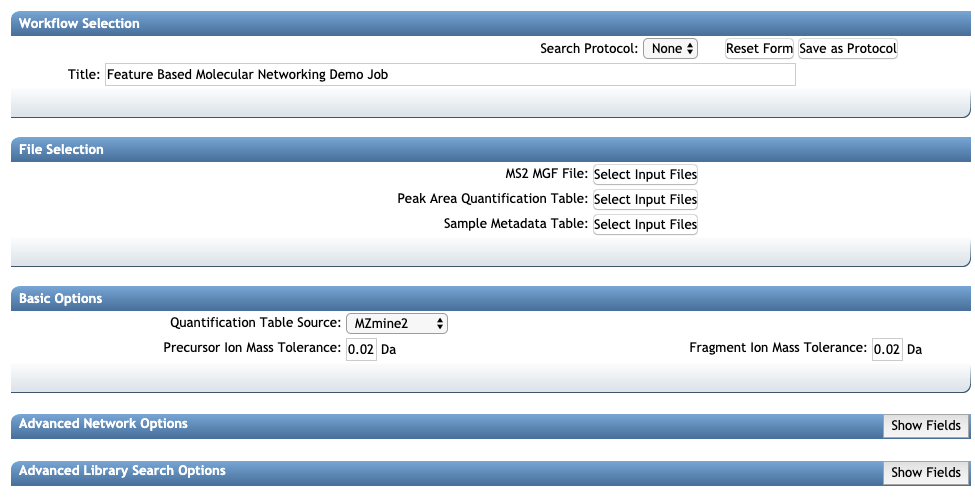 Workflow Selection
Search Protocol: None Reset Form Save as Protocol
Title: Feature Based Molecular Networking Demo Job
File Selection
MS2 MGF File: Select Input Files
Peak Area Quantification Table: Select Input Files
Sample Metadata Table: Select Input Files
Basic Options
Quantification Table Source: MZmine2
Precursor Ion Mass Tolerance: 0.02 Da Fragment Ion Mass Tolerance: 0.02 Da
Advanced Network Options Show Fields
Advanced Library Search Options Show Fields